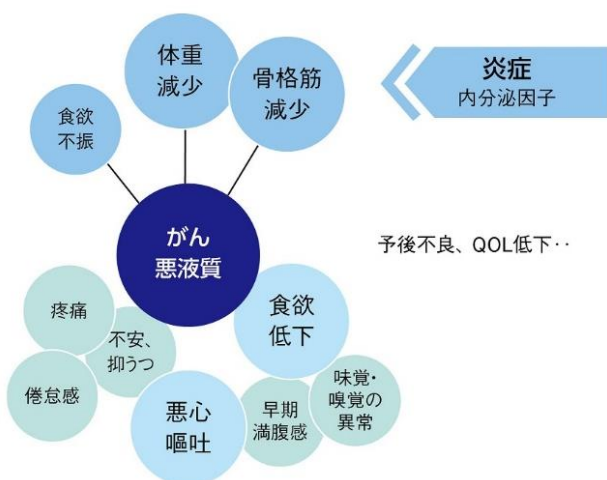 体重
減少
骨格筋
減少
炎症
内分泌因子
食欲
不振
がん
悪液質
予後不良、QOL低下‥
疼痛
不安、
抑うつ
食欲
低下
倦怠感
悪心
嘔吐
早期
満腹感
味覚・
嗅覚の
異常